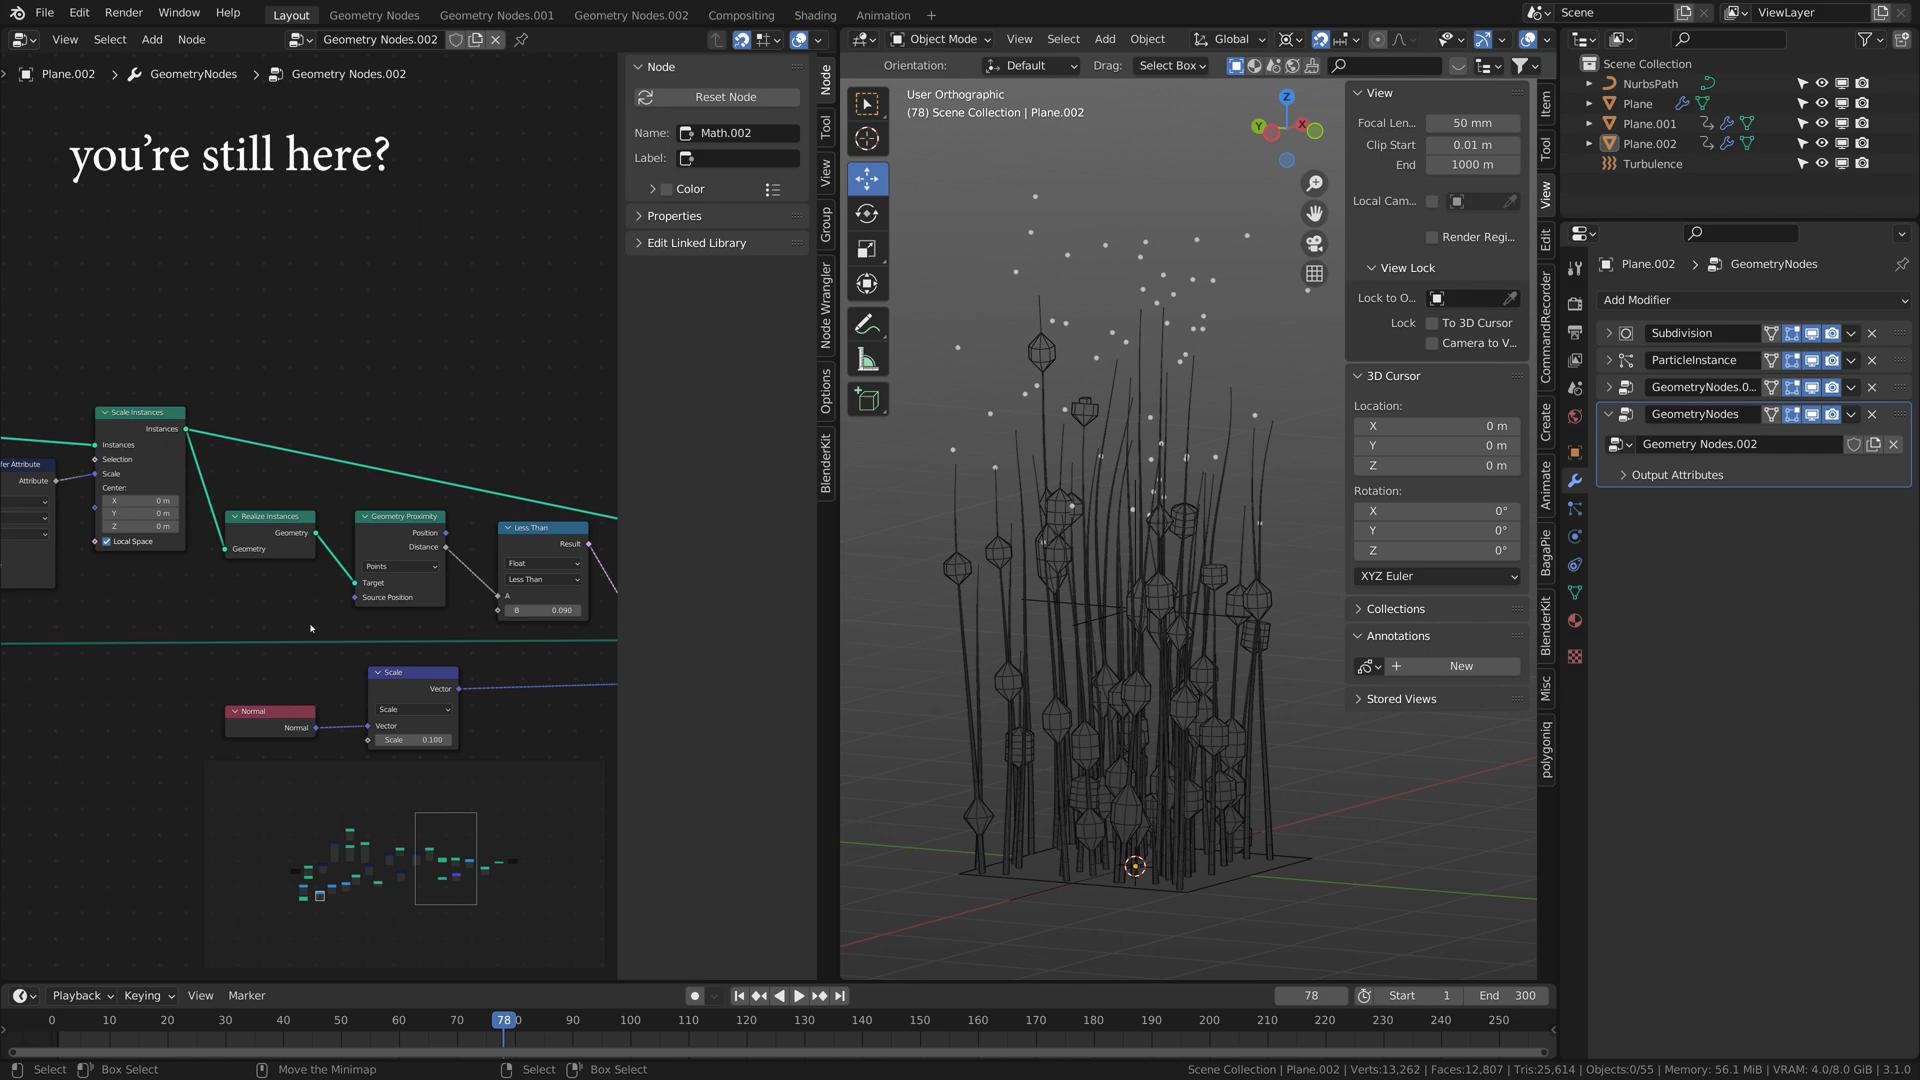 File Edit Render Window Help Layout Geometry Nodes Geometry Nodes.001 Geometry Nodes.002 Compositing Shading Animation + Scene ViewLayer
View Select Add Node Geometry Nodes.002
Object Mode View Select Add Object Global
Plane.002 > GeometryNodes > Geometry Nodes.002
Orientation: Default Drag: Select Box
you're still here?
Scale Instances
Instances
Instances
Selection
Scale
Center:
X 0 m
Y 0 m
Z 0 m
Local Space
fer Attribute
Attribute
Realize Instances
Geometry
Geometry
Geometry Proximity
Position
Distance
Points
Target
Source Position
Less Than
Result
Float
Less Than
A
B 0.090
Scale
Vector
Scale
Vector
Scale 0.100
Normal
Normal
Node
Reset Node
Name: Math.002
Label:
Color
Properties
Edit Linked Library
Node
Tool
View
Group
Node Wrangler
Options
BlenderKit
User Orthographic
(78) Scene Collection | Plane.002
Z
Y X
View
Focal Len... 50 mm
Clip Start 0.01 m
End 1000 m
Local Cam...
Render Regi...
View Lock
Lock to O...
Lock To 3D Cursor
Camera to V...
3D Cursor
Location:
X 0 m
Y 0 m
Z 0 m
Rotation:
X 0°
Y 0°
Z 0°
XYZ Euler
Collections
Annotations
+ New
Stored Views
Item
Tool
View
Edit
CommandRecorder
Create
Animate
BagaPie
BlenderKit
Misc
polygoniq
Scene Collection
NurbsPath
Plane
Plane.001
Plane.002
Turbulence
Plane.002 > GeometryNodes
Add Modifier
Subdivision
ParticleInstance
GeometryNodes.0...
GeometryNodes
Geometry Nodes.002
Output Attributes
Playback Keying View Marker 78 Start 1 End 300
0 10 20 30 40 50 60 70 78 0 90 100 110 120 130 140 150 160 170 180 190 200 210 220 230 240 250
Select Box Select Move the Minimap Select Box Select Scene Collection | Plane.002 | Verts:13,262 | Faces:12,807 | Tris:25,614 | Objects:0/55 | Memory: 56.1 MiB | VRAM: 4.0/8.0 GiB | 3.1.0